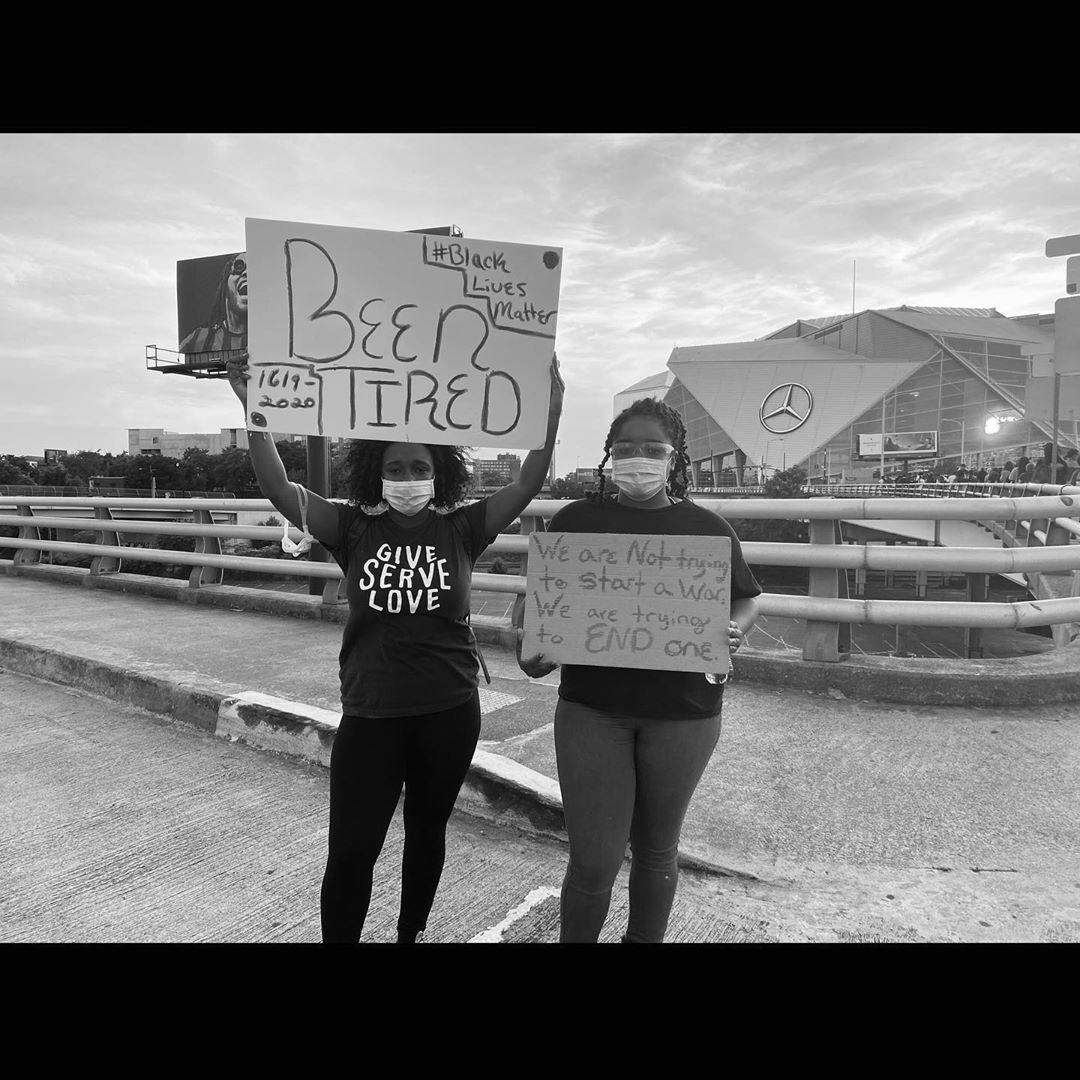 #Black
Lives
Matter
BEEN
TIRED
1619-
2020
GIVE
SERVE
LOVE
WE are Not trying
to start a War.
WE are trying
to END one.